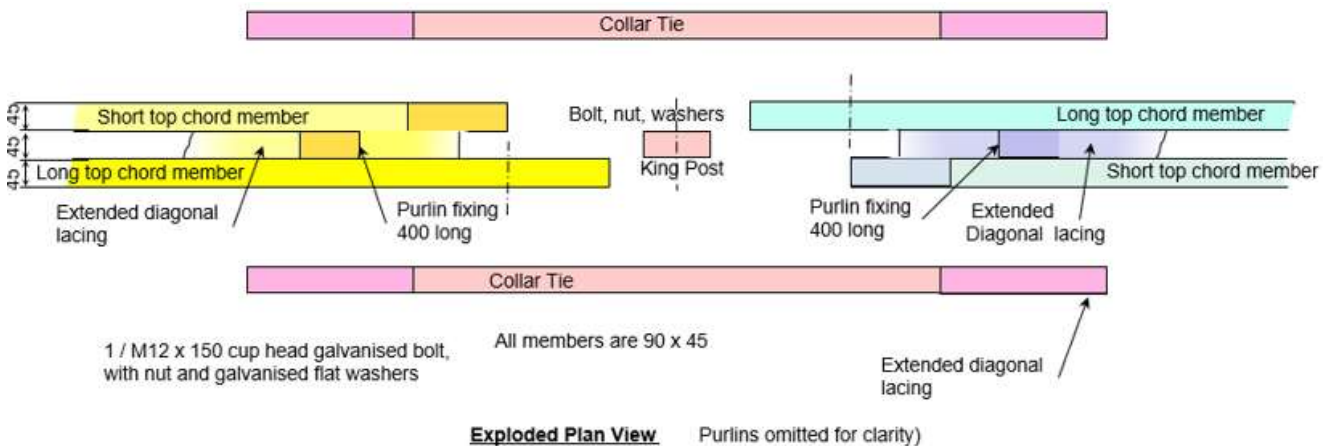 Collar Tie
45
45
45
Short top chord member
Long top chord member
Extended diagonal
lacing
Purlin fixing
400 long
Bolt, nut, washers
King Post
Long top chord member
Short top chord member
Purlin fixing
400 long
Extended
Diagonal lacing
Collar Tie
1 / M12 x 150 cup head galvanised bolt,
with nut and galvanised flat washers
All members are 90 x 45
Extended diagonal
lacing
Exploded Plan View Purlins omitted for clarity)